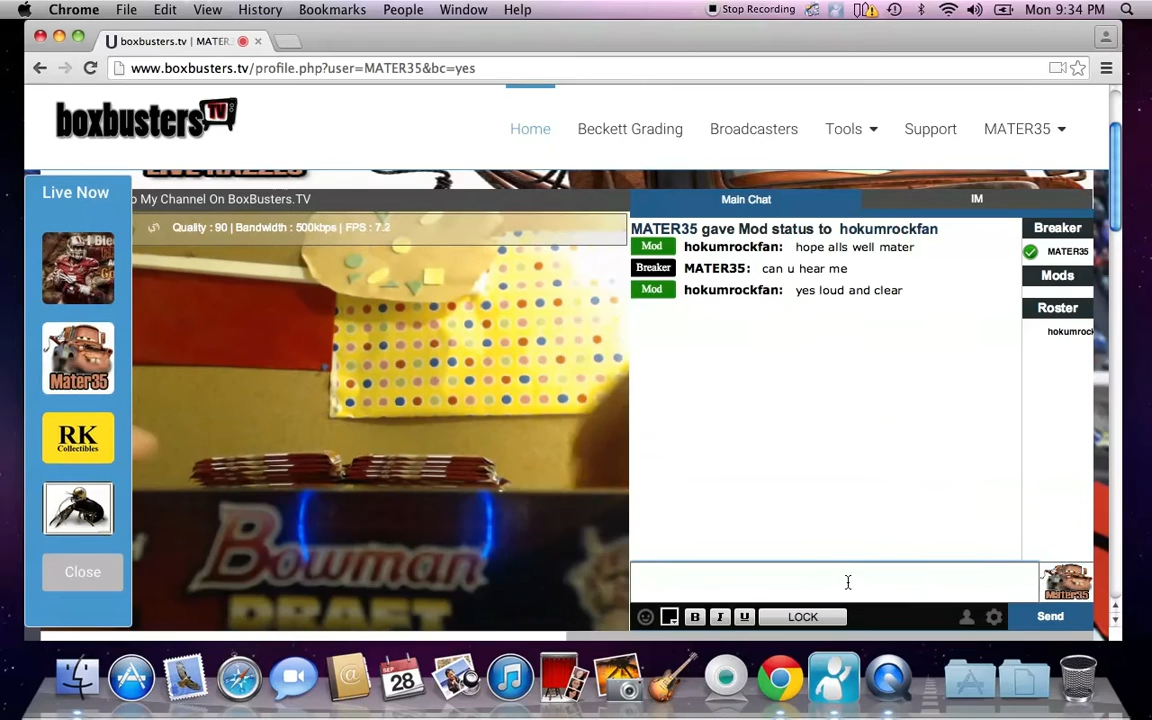 Chrome File Edit View History Bookmarks People Window Help Stop Recording Mon 9:34 PM
boxbusters.tv | MATER
www.boxbusters.tv/profile.php?user=MATER35&bc=yes
boxbusters TV
Home Beckett Grading Broadcasters Tools Support MATER35
LIVE RAZZLES
Live Now
My Channel On BoxBusters.TV
Main Chat IM
Quality : 90 | Bandwidth : 500kbps | FPS : 7.2
MATER35 gave Mod status to hokumrockfan
Breaker
Mod hokumrockfan: hope alls well mater
MATER35
Breaker MATER35: can u hear me
Mods
Mod hokumrockfan: yes loud and clear
Roster
hokumrock
Mater35
RK
Collectibles
Bowman
DRAFT
Close
Mater35
B I U LOCK Send
SEP
28